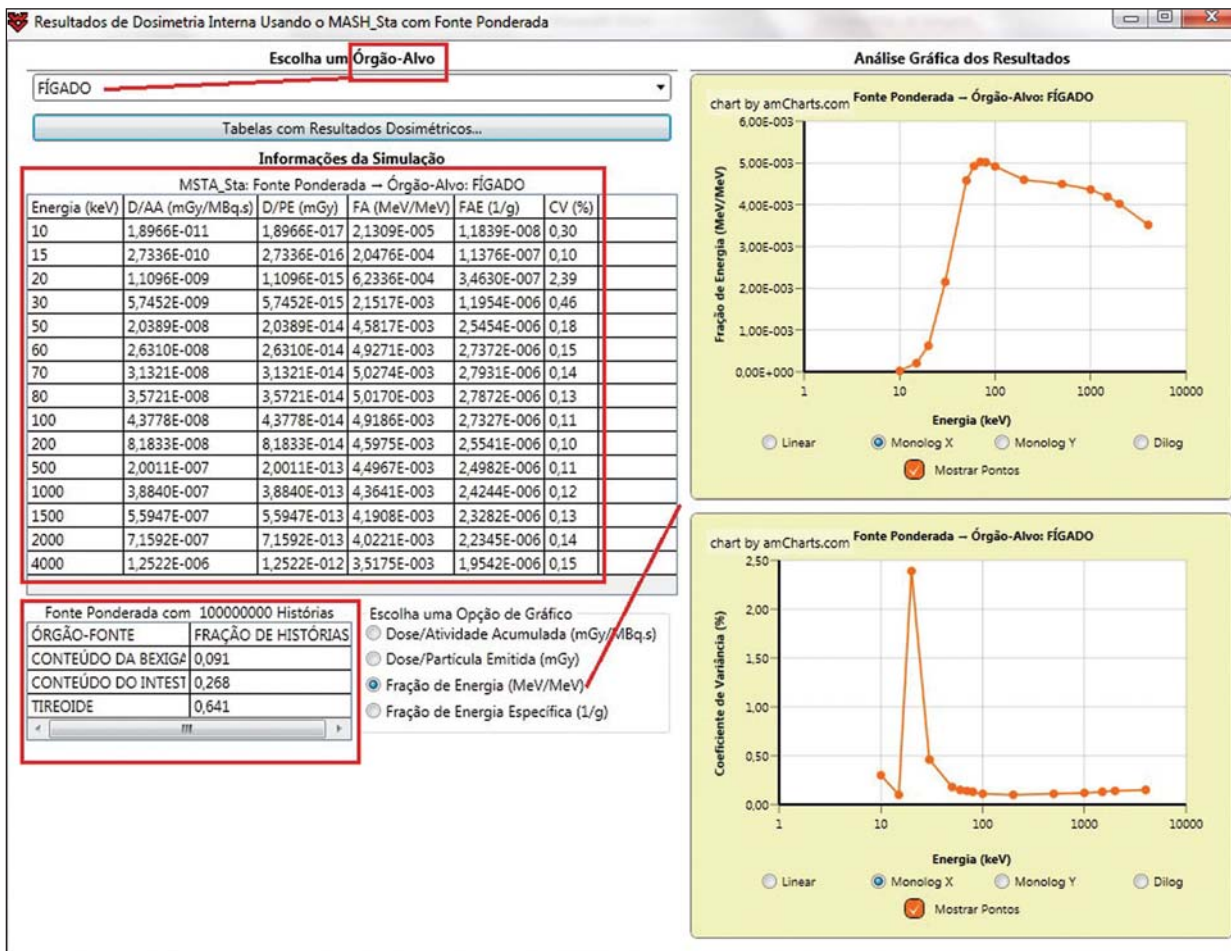 Resultados de Dosimetria Interna Usando o MASH_Sta com Fonte Ponderada
Escolha um Órgão-Alvo
FÍGADO
Tabelas com Resultados Dosimétricos...
Informações da Simulação
MSTA_Sta: Fonte Ponderada → Órgão-Alvo: FÍGADO
Energia (keV) D/AA (mGy/MBq.s) D/PE (mGy) FA (MeV/MeV) FAE (1/g) CV (%)
10 1,8966E-011 1,8966E-017 2,1309E-005 1,1839E-008 0,30
15 2,7336E-010 2,7336E-016 2,0476E-004 1,1376E-007 0,10
20 1,1096E-009 1,1096E-015 6,2336E-004 3,4630E-007 2,39
30 5,7452E-009 5,7452E-015 2,1517E-003 1,1954E-006 0,46
50 2,0389E-008 2,0389E-014 4,5817E-003 2,5454E-006 0,18
60 2,6310E-008 2,6310E-014 4,9271E-003 2,7372E-006 0,15
70 3,1321E-008 3,1321E-014 5,0274E-003 2,7931E-006 0,14
80 3,5721E-008 3,5721E-014 5,0170E-003 2,7872E-006 0,13
100 4,3778E-008 4,3778E-014 4,9186E-003 2,7327E-006 0,11
200 8,1833E-008 8,1833E-014 4,5975E-003 2,5541E-006 0,10
500 2,0011E-007 2,0011E-013 4,4967E-003 2,4982E-006 0,11
1000 3,8840E-007 3,8840E-013 4,3641E-003 2,4244E-006 0,12
1500 5,5947E-007 5,5947E-013 4,1908E-003 2,3282E-006 0,13
2000 7,1592E-007 7,1592E-013 4,0221E-003 2,2345E-006 0,14
4000 1,2522E-006 1,2522E-012 3,5175E-003 1,9542E-006 0,15
Fonte Ponderada com 100000000 Histórias
ÓRGÃO-FONTE FRAÇÃO DE HISTÓRIAS
CONTEÚDO DA BEXIGA 0,091
CONTEÚDO DO INTEST 0,268
TIREOIDE 0,641
Escolha uma Opção de Gráfico
Dose/Atividade Acumulada (mGy/MBq.s)
Dose/Partícula Emitida (mGy)
Fração de Energia (MeV/MeV)
Fração de Energia Específica (1/g)
Análise Gráfica dos Resultados
chart by amCharts.com
Fonte Ponderada – Órgão-Alvo: FÍGADO
Fração de Energia (MeV/MeV)
6,00E-003
5,00E-003
4,00E-003
3,00E-003
2,00E-003
1,00E-003
0,00E+000
1 10 100 1000 10000
Energia (keV)
Linear Monolog X Monolog Y Dilog
Mostrar Pontos
chart by amCharts.com
Fonte Ponderada – Órgão-Alvo: FÍGADO
Coeficiente de Variância (%)
2,50
2,00
1,50
1,00
0,50
0,00
1 10 100 1000 10000
Energia (keV)
Linear Monolog X Monolog Y Dilog
Mostrar Pontos